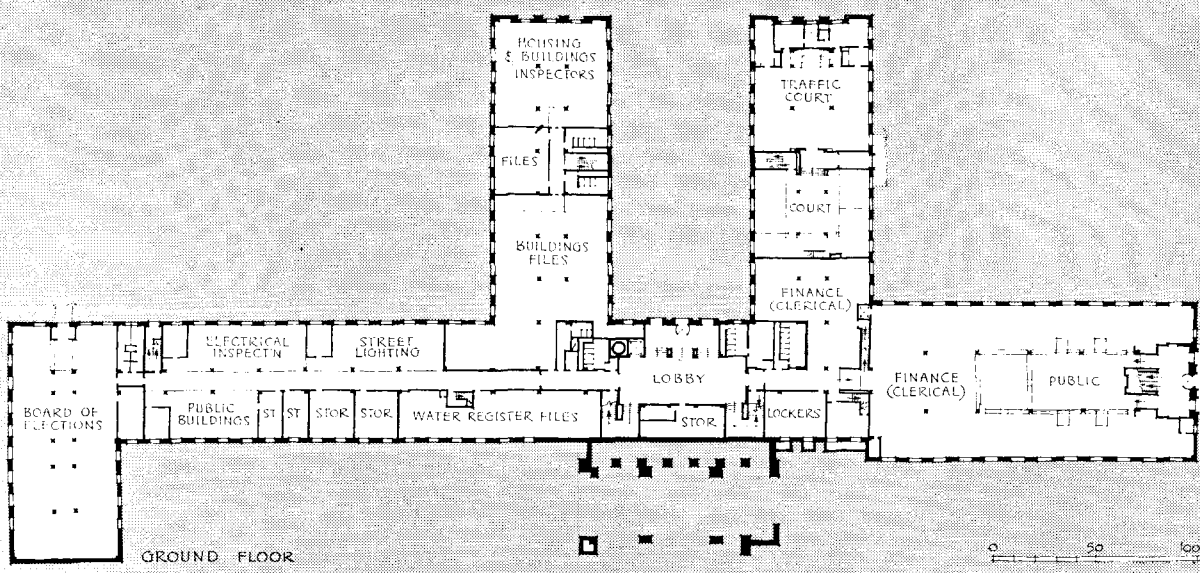 HOUSING
& BUILDINGS
INSPECTORS
FILES
BUILDINGS
FILES
TRAFFIC
COURT
COURT
FINANCE
(CLERICAL)
ELECTRICAL
INSPECT'N
STREET
LIGHTING
LOBBY
BOARD OF
ELECTIONS
PUBLIC
BUILDINGS
ST
ST
STOR
STOR
WATER REGISTER FILES
STOR
LOCKERS
FINANCE
(CLERICAL)
PUBLIC
GROUND FLOOR
0 50 100